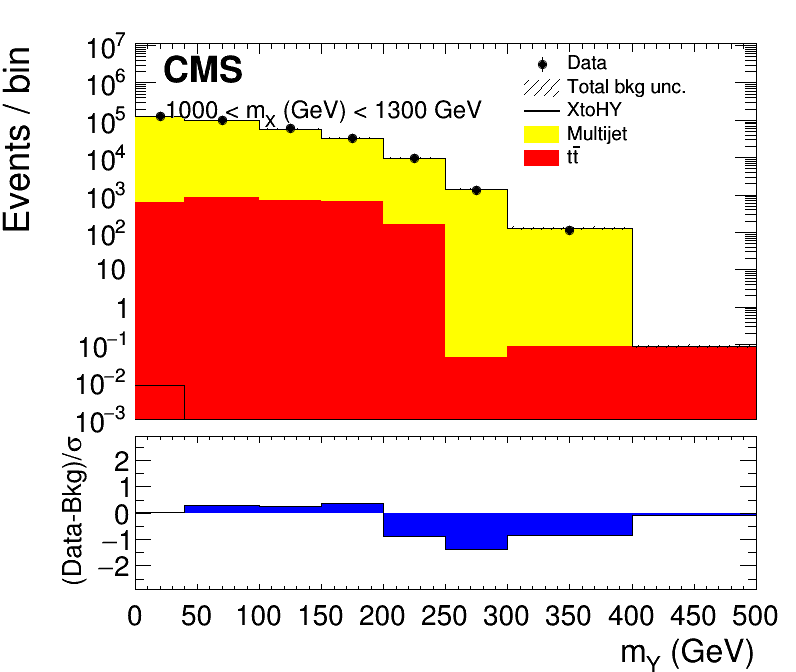 Events / bin
10⁷
10⁶
10⁵
10⁴
10³
10²
10
1
10⁻¹
10⁻²
10⁻³
CMS
1000 < mX (GeV) < 1300 GeV
Data
Total bkg unc.
XtoHY
Multijet
tt̅
(Data-Bkg)/σ
2
1
0
−1
−2
0 50 100 150 200 250 300 350 400 450 500
mY (GeV)